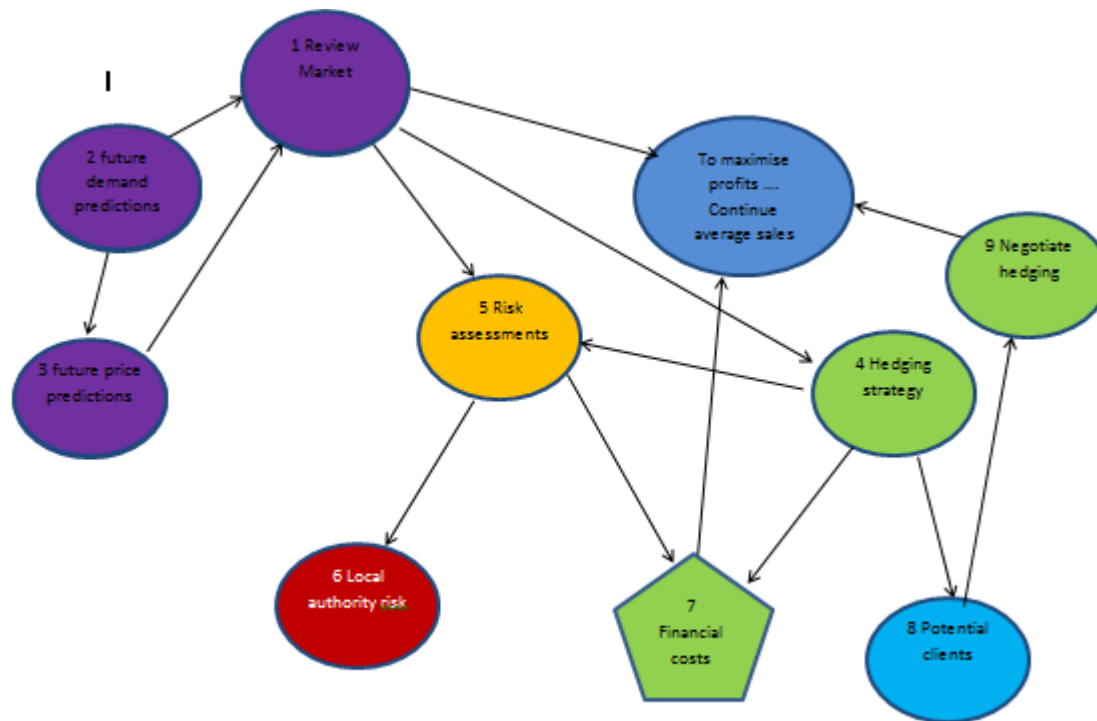 1 Review
Market
I
2 future
demand
predictions
To maximise
profits ....
Continue
average sales
9 Negotiate
hedging
5 Risk
assessments
3 future price
predictions
4 Hedging
strategy
6 Local
authority risk
7
Financial
costs
8 Potential
clients